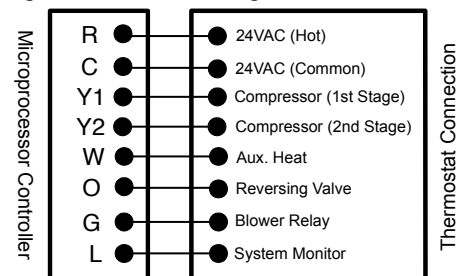 Microprocessor Controller
R 24VAC (Hot)
C 24VAC (Common)
Y1 Compressor (1st Stage)
Y2 Compressor (2nd Stage)
W Aux. Heat
O Reversing Valve
G Blower Relay
L System Monitor
Thermostat Connection